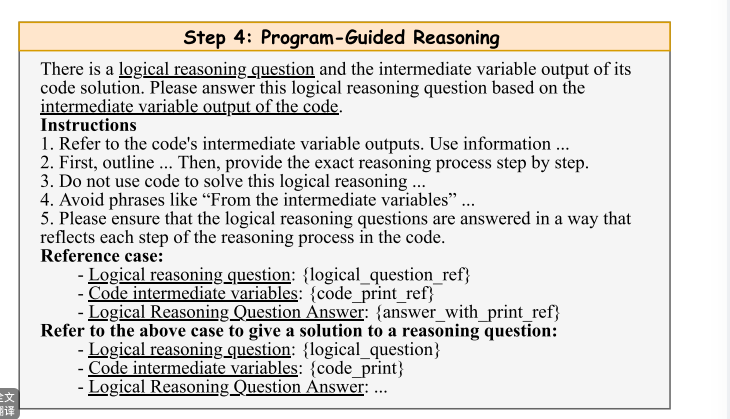 Step 4: Program-Guided Reasoning
There is a logical reasoning question and the intermediate variable output of its
code solution. Please answer this logical reasoning question based on the
intermediate variable output of the code.
Instructions
1. Refer to the code's intermediate variable outputs. Use information ...
2. First, outline ... Then, provide the exact reasoning process step by step.
3. Do not use code to solve this logical reasoning ...
4. Avoid phrases like “From the intermediate variables” ...
5. Please ensure that the logical reasoning questions are answered in a way that
reflects each step of the reasoning process in the code.
Reference case:
- Logical reasoning question: {logical_question_ref}
- Code intermediate variables: {code_print_ref}
- Logical Reasoning Question Answer: {answer_with_print_ref}
Refer to the above case to give a solution to a reasoning question:
- Logical reasoning question: {logical_question}
- Code intermediate variables: {code_print}
- Logical Reasoning Question Answer: ...
全文
翻译